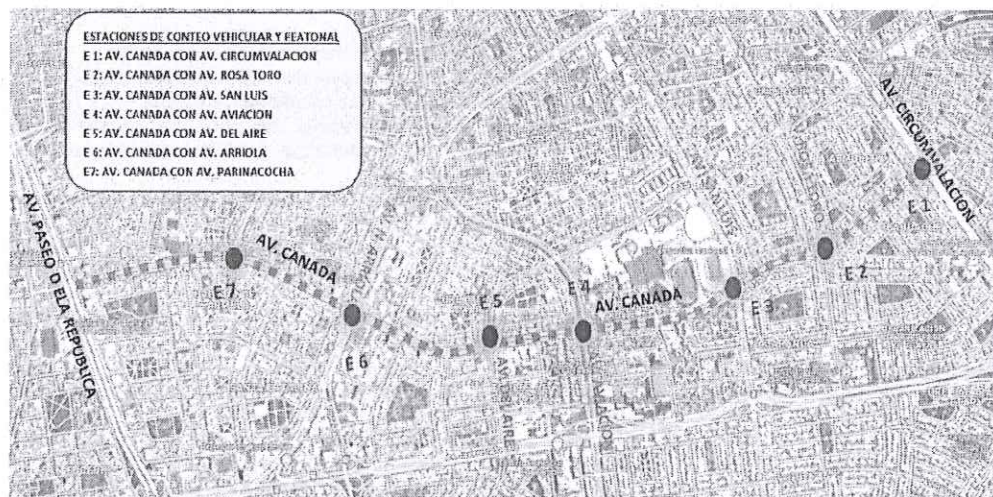 ESTACIONES DE CONTEO VEHICULAR Y PEATONAL
E 1: AV. CANADA CON AV. CIRCUMVALACION
E 2: AV. CANADA CON AV. ROSA TORO
E 3: AV. CANADA CON AV. SAN LUIS
E 4: AV. CANADA CON AV. AVIACION
E 5: AV. CANADA CON AV. DEL AIRE
E 6: AV. CANADA CON AV. ARRIOLA
E7: AV. CANADA CON AV. PARINACOCHA
AV. CIRCUMVALACION
AV. PASEO D ELA REPUBLICA
AV. CANADA
AV. CANADA
E 1
E 2
E 3
E 4
E 5
E 6
E 7